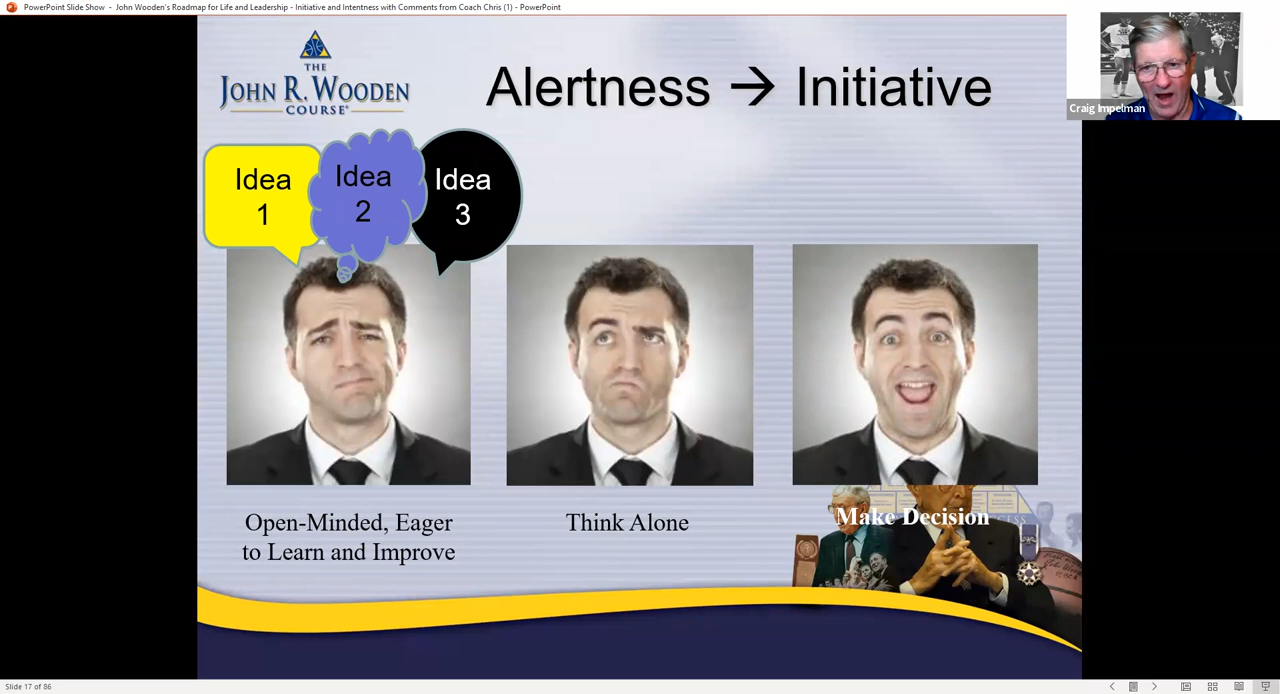 PowerPoint Slide Show - John Wooden's Roadmap for Life and Leadership - Initiative and Intentness with Comments from Coach Chris (1) - PowerPoint
THE
JOHN R. WOODEN
COURSE®
Alertness → Initiative
Craig Impelman
Idea
1
Idea
2
Idea
3
Open-Minded, Eager
to Learn and Improve
Think Alone
Make Decision
Slide 17 of 86